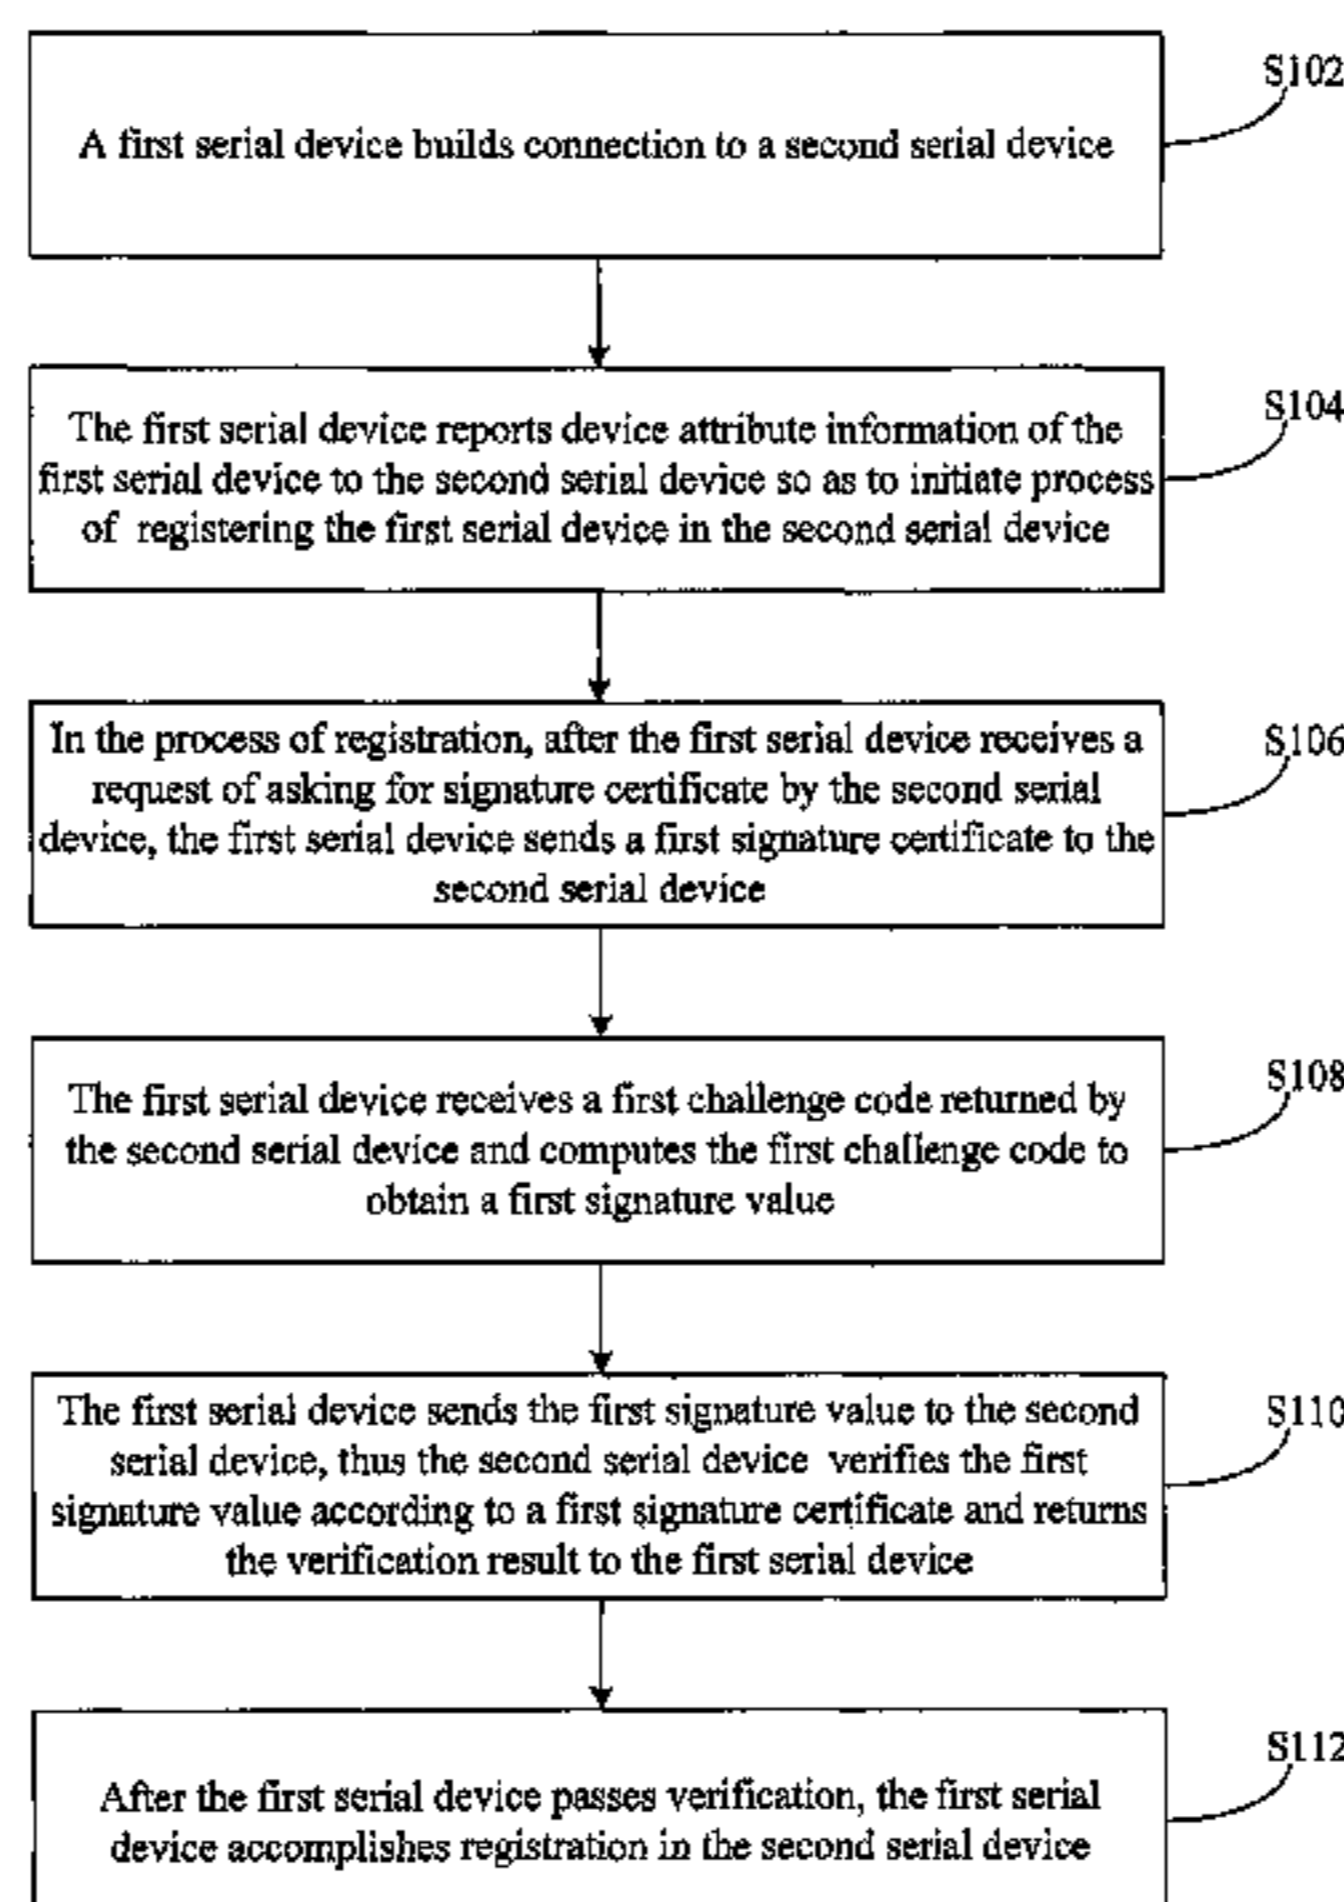 S102
A first serial device builds connection to a second serial device
S104
The first serial device reports device attribute information of the
first serial device to the second serial device so as to initiate process
of registering the first serial device in the second serial device
S106
In the process of registration, after the first serial device receives a
request of asking for signature certificate by the second serial
device, the first serial device sends a first signature certificate to the
second serial device
S108
The first serial device receives a first challenge code returned by
the second serial device and computes the first challenge code to
obtain a first signature value
S110
The first serial device sends the first signature value to the second
serial device, thus the second serial device verifies the first
signature value according to a first signature certificate and returns
the verification result to the first serial device
S112
After the first serial device passes verification, the first serial
device accomplishes registration in the second serial device